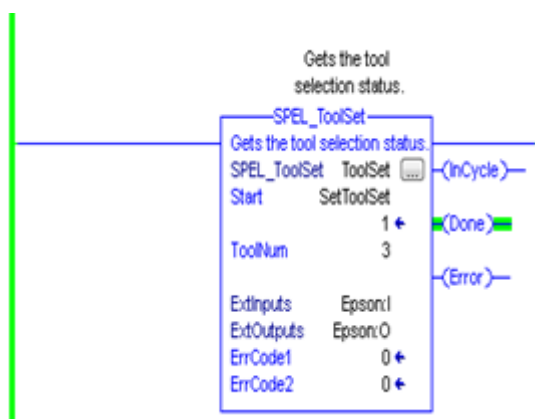 Gets the tool
selection status.
SPEL_ToolSet
Gets the tool selection status.
SPEL_ToolSet ToolSet ...
(InCycle)
Start SetToolSet
1
(Done)
ToolNum 3
(Error)
ExtInputs Epson:I
ExtOutputs Epson:O
ErrCode1 0
ErrCode2 0